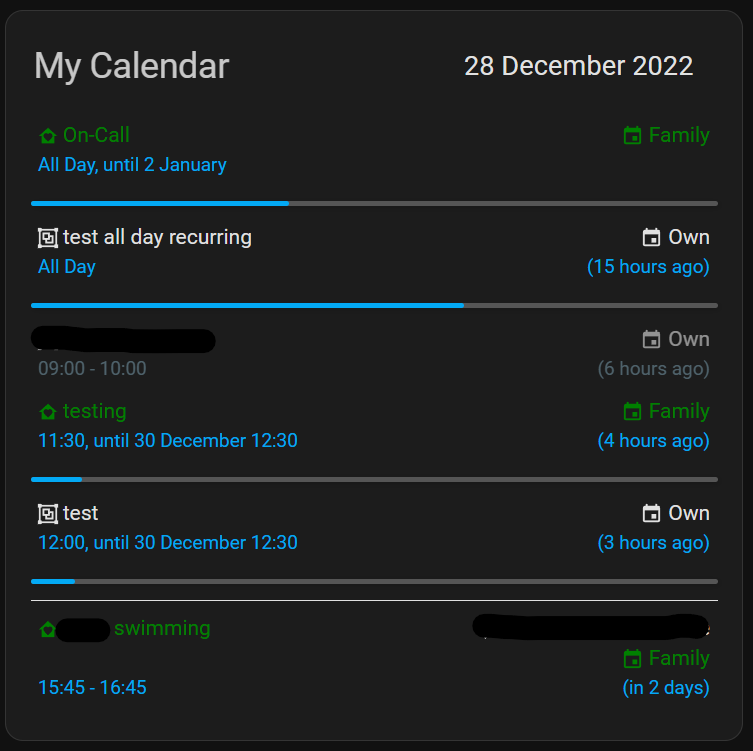 My Calendar 28 December 2022
On-Call Family
All Day, until 2 January
test all day recurring Own
All Day (15 hours ago)
Own
09:00 - 10:00 (6 hours ago)
testing Family
11:30, until 30 December 12:30 (4 hours ago)
test Own
12:00, until 30 December 12:30 (3 hours ago)
swimming
Family
15:45 - 16:45 (in 2 days)